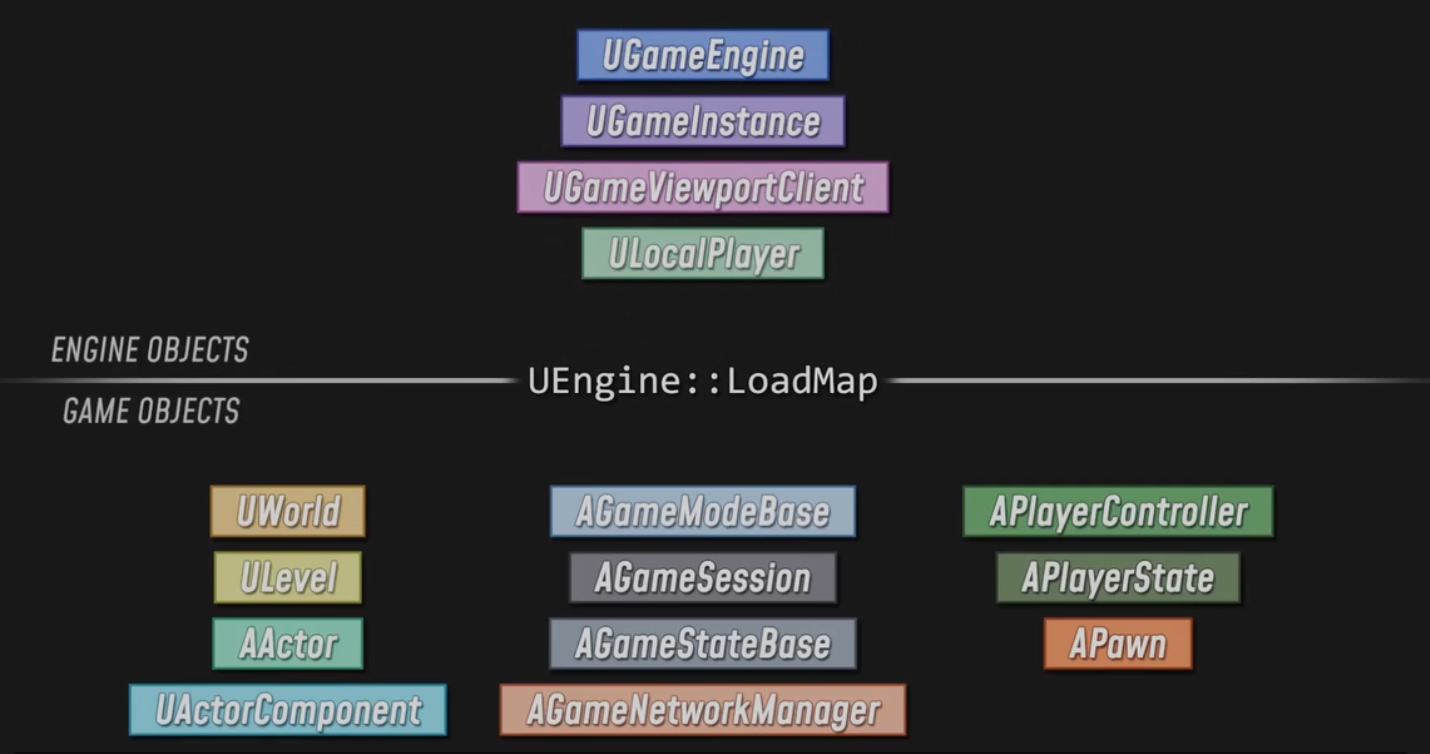 UGameEngine
UGameInstance
UGameViewportClient
ULocalPlayer
ENGINE OBJECTS
UEngine::LoadMap
GAME OBJECTS
UWorld
ULevel
AActor
UActorComponent
AGameModeBase
AGameSession
AGameStateBase
AGameNetworkManager
APlayerController
APlayerState
APawn